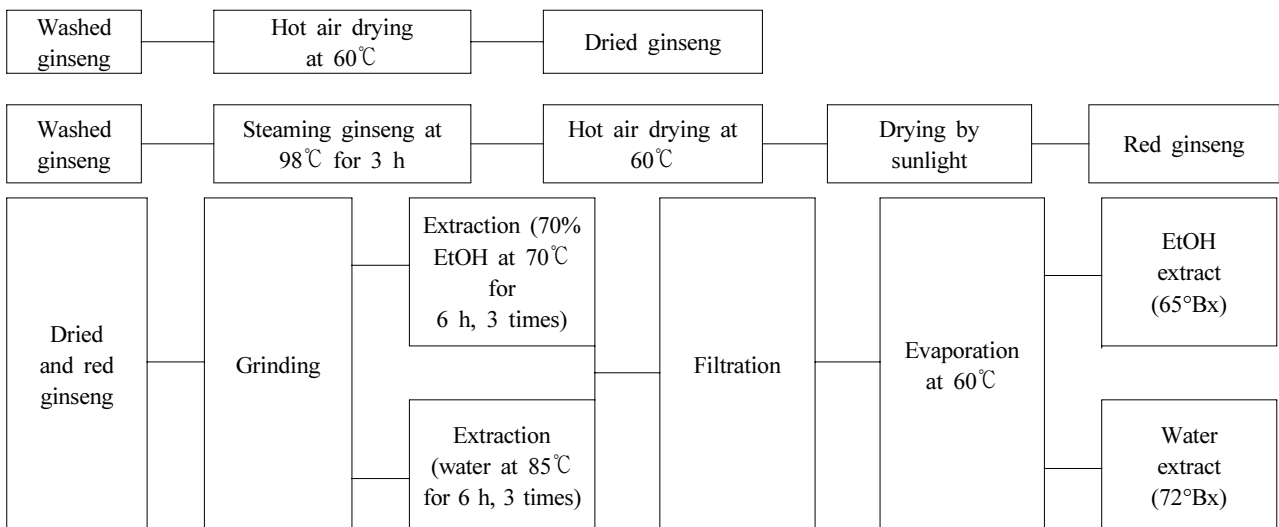 Washed
ginseng
Hot air drying
at 60℃
Dried ginseng
Washed
ginseng
Steaming ginseng at
98℃ for 3 h
Hot air drying at
60℃
Drying by
sunlight
Red ginseng
Dried
and red
ginseng
Grinding
Extraction (70%
EtOH at 70℃
for
6 h, 3 times)
Extraction
(water at 85℃
for 6 h, 3 times)
Filtration
Evaporation
at 60℃
EtOH
extract
(65°Bx)
Water
extract
(72°Bx)